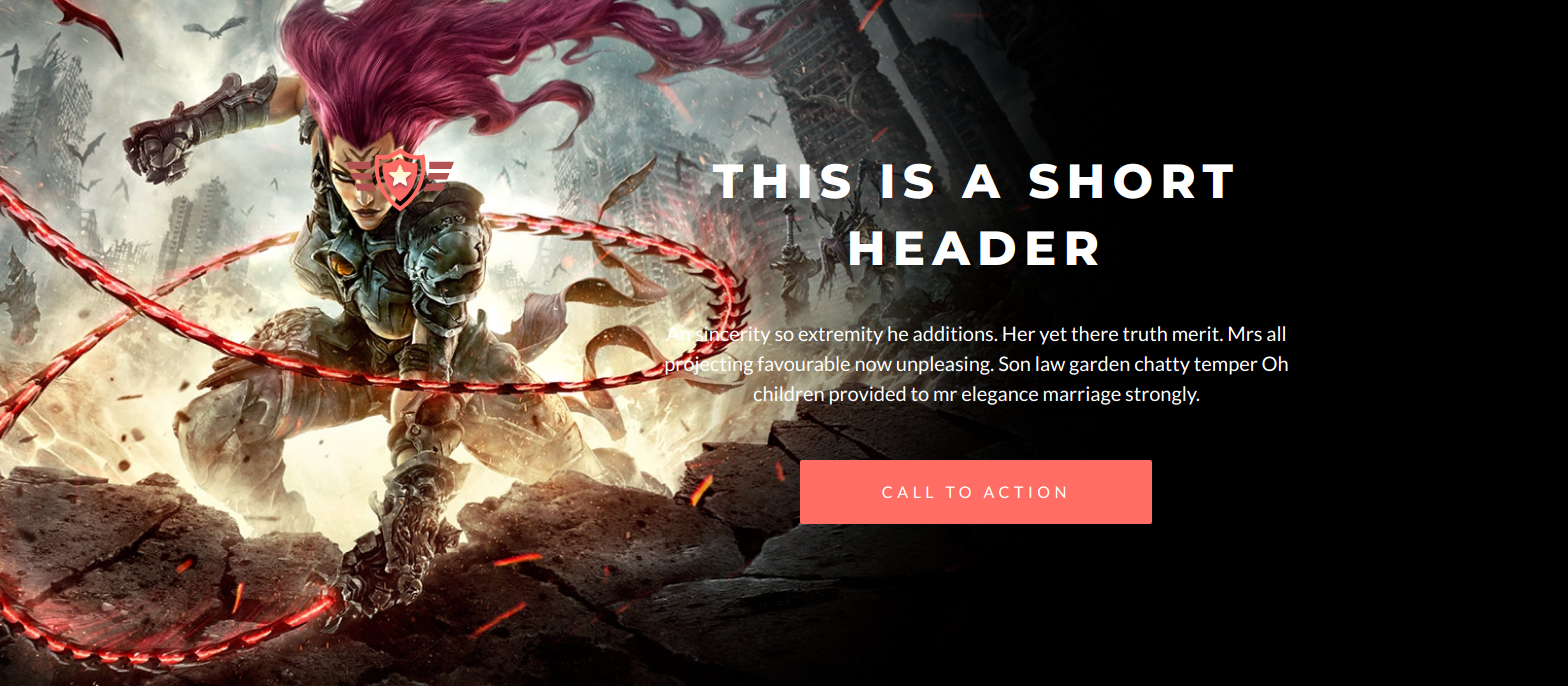 THIS IS A SHORT
HEADER
An sincerity so extremity he additions. Her yet there truth merit. Mrs all
projecting favourable now unpleasing. Son law garden chatty temper Oh
children provided to mr elegance marriage strongly.
CALL TO ACTION